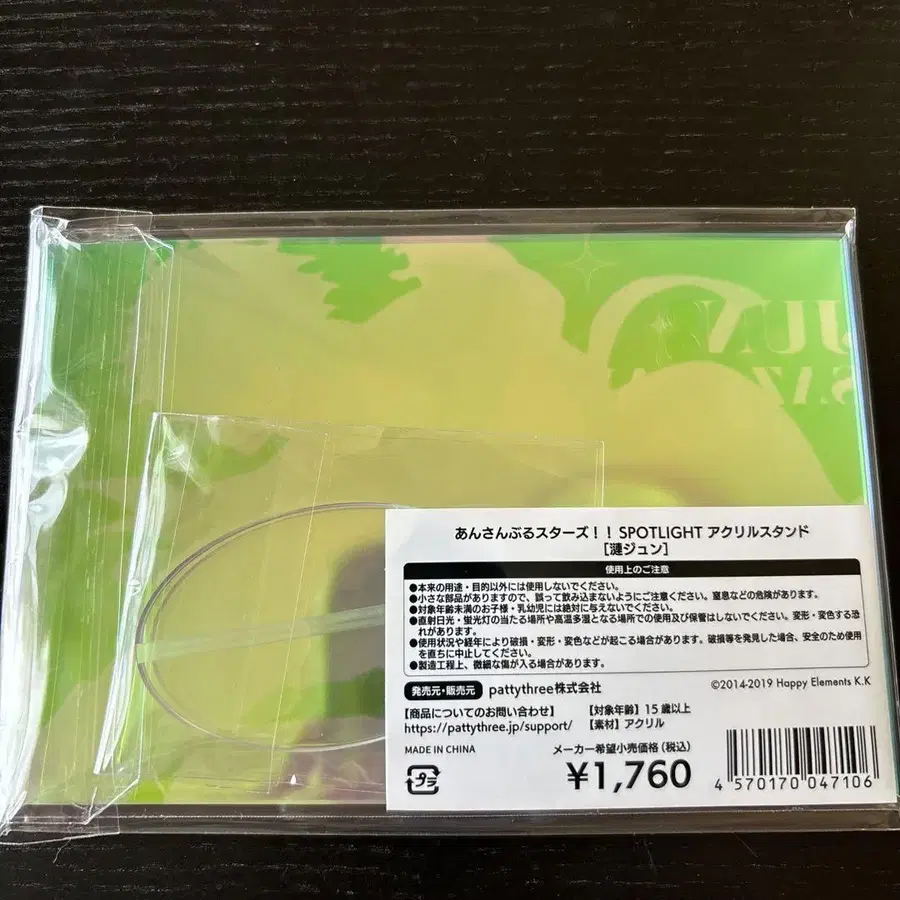 JUN
あんさんぶるスターズ！！ SPOTLIGHT アクリルスタンド
［漣ジュン］
使用上のご注意
●本来の用途・目的以外には使用しないでください。
●小さな部品がありますので、誤って飲み込まないようにご注意ください。窒息などの危険があります。
●対象年齢未満のお子様・乳幼児には絶対に与えないでください。
●直射日光・蛍光灯の当たる場所や高温多湿となる場所での使用及び保管はしないでください。変形・変色する恐
れがあります。
●使用状況や経年により破損・変形・変色などが起こる場合があります。破損等を発見した場合、安全のため使用
を直ちに中止してください。
●製造工程上、微細な傷が入る場合があります。
発売元・販売元 pattythree株式会社
©2014-2019 Happy Elements K.K
【商品についてのお問い合わせ】 【対象年齢】15歳以上
https://pattythree.jp/support/ 【素材】アクリル
MADE IN CHINA
メーカー希望小売価格（税込）
プラ
¥1,760
4 570170 047106